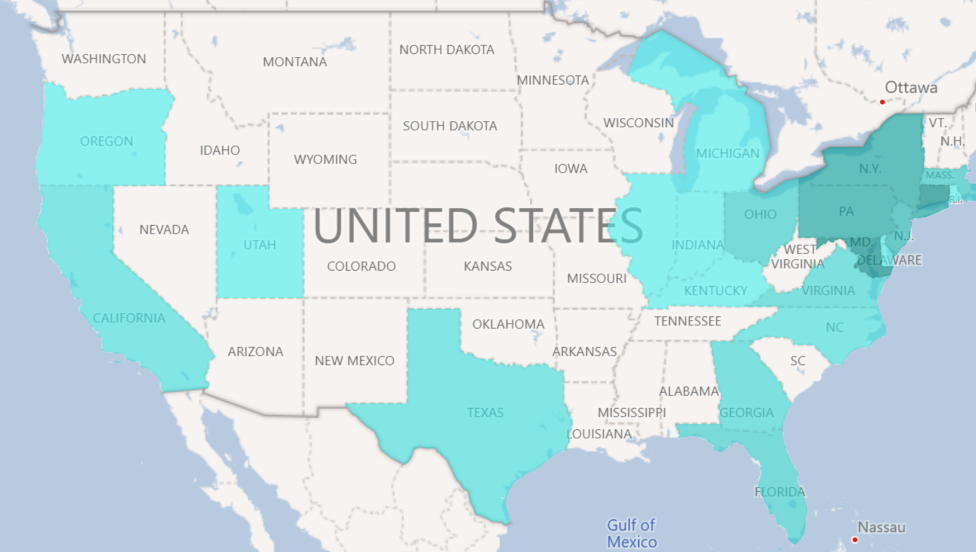 WASHINGTON
MONTANA
NORTH DAKOTA
MINNESOTA
Ottawa
VT.
N.H.
OREGON
IDAHO
SOUTH DAKOTA
WISCONSIN
WYOMING
IOWA
MICHIGAN
N.Y.
MASS.
NEVADA
UTAH
UNITED STATES
OHIO
PA
N.J.
INDIANA
WEST
VIRGINIA
MD.
DELAWARE
COLORADO
KANSAS
MISSOURI
KENTUCKY
VIRGINIA
CALIFORNIA
OKLAHOMA
TENNESSEE
NC
ARIZONA
NEW MEXICO
ARKANSAS
SC
TEXAS
MISSISSIPPI
ALABAMA
GEORGIA
LOUISIANA
FLORIDA
Gulf of
Mexico
Nassau